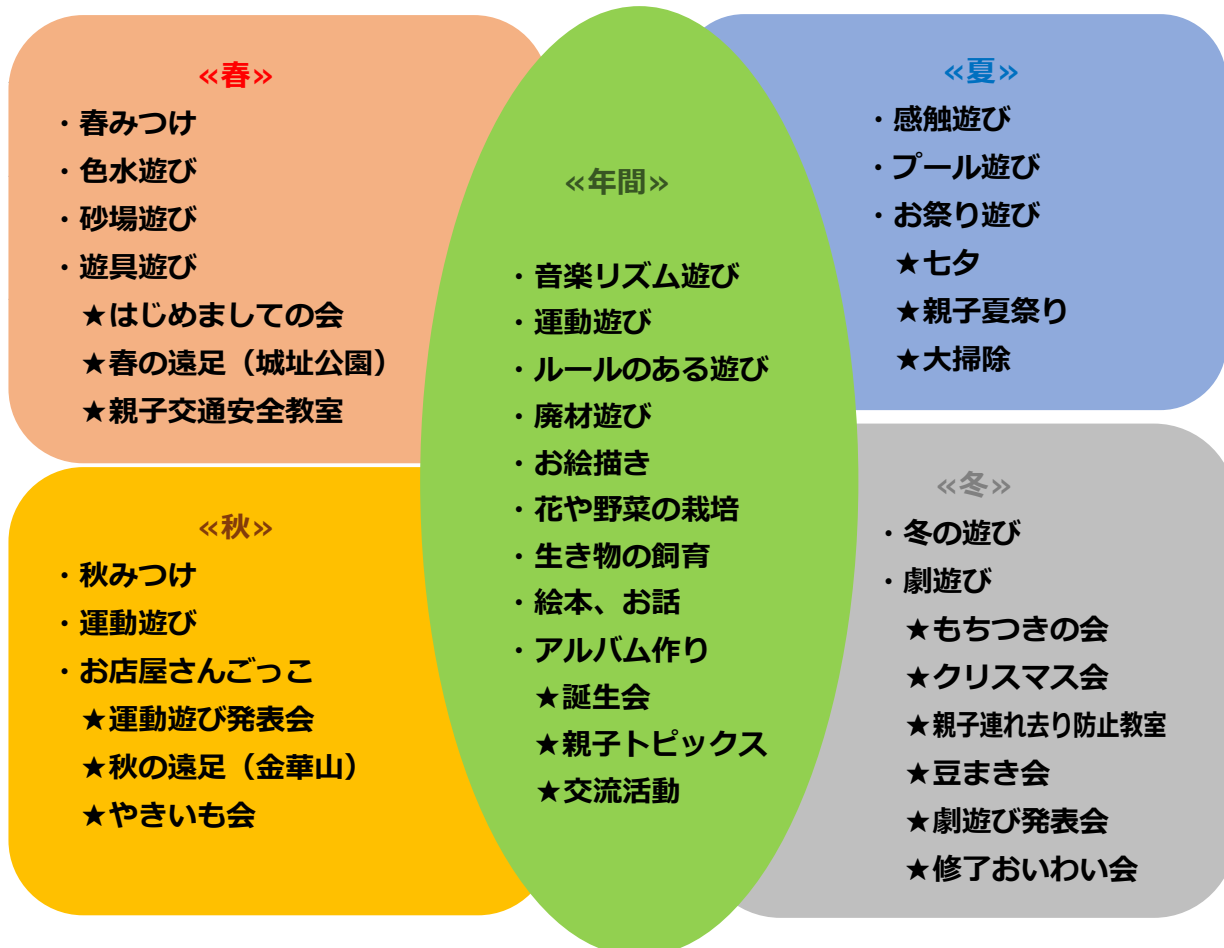 «春»
・春みつけ
・色水遊び
・砂場遊び
・遊具遊び
★はじめましての会
★春の遠足（城址公園）
★親子交通安全教室
«夏»
・感触遊び
・プール遊び
・お祭り遊び
★七夕
★親子夏祭り
★大掃除
«年間»
・音楽リズム遊び
・運動遊び
・ルールのある遊び
・廃材遊び
・お絵描き
・花や野菜の栽培
・生き物の飼育
・絵本、お話
・アルバム作り
★誕生会
★親子トピックス
★交流活動
«秋»
・秋みつけ
・運動遊び
・お店屋さんごっこ
★運動遊び発表会
★秋の遠足（金華山）
★やきいも会
«冬»
・冬の遊び
・劇遊び
★もちつきの会
★クリスマス会
★親子連れ去り防止教室
★豆まき会
★劇遊び発表会
★修了おいわい会